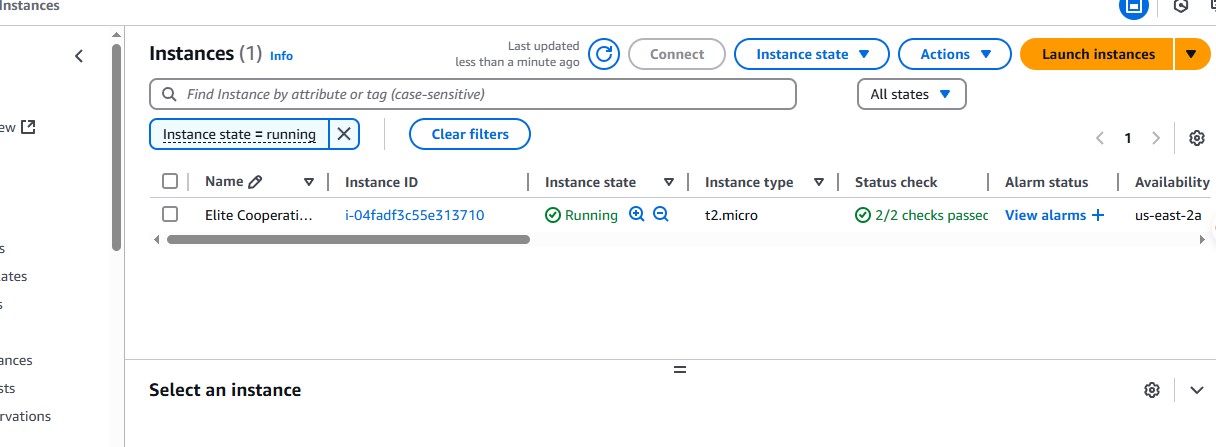 Instances
Instances (1) Info
Last updated
less than a minute ago
Connect
Instance state
Actions
Launch instances
Find Instance by attribute or tag (case-sensitive)
All states
Instance state = running
Clear filters
1
Name
Instance ID
Instance state
Instance type
Status check
Alarm status
Availability
Elite Cooperati...
i-04fadf3c55e313710
Running
t2.micro
2/2 checks passec
View alarms +
us-east-2a
ew
s
ates
s
ances
sts
rvations
Select an instance